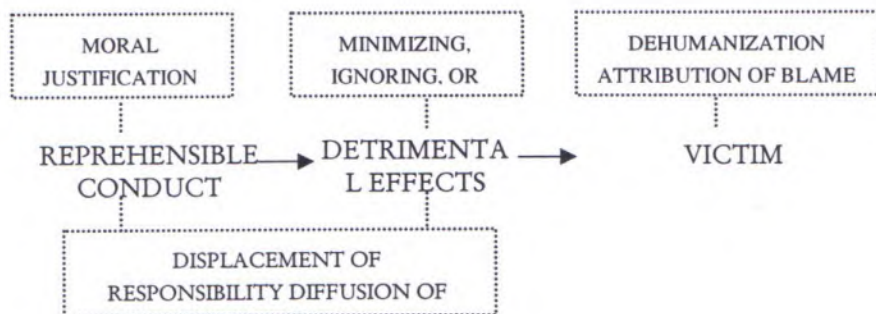 MORAL
JUSTIFICATION
MINIMIZING,
IGNORING, OR
DEHUMANIZATION
ATTRIBUTION OF BLAME
REPREHENSIBLE
CONDUCT
DETRIMENTA
L EFFECTS
VICTIM
DISPLACEMENT OF
RESPONSIBILITY DIFFUSION OF